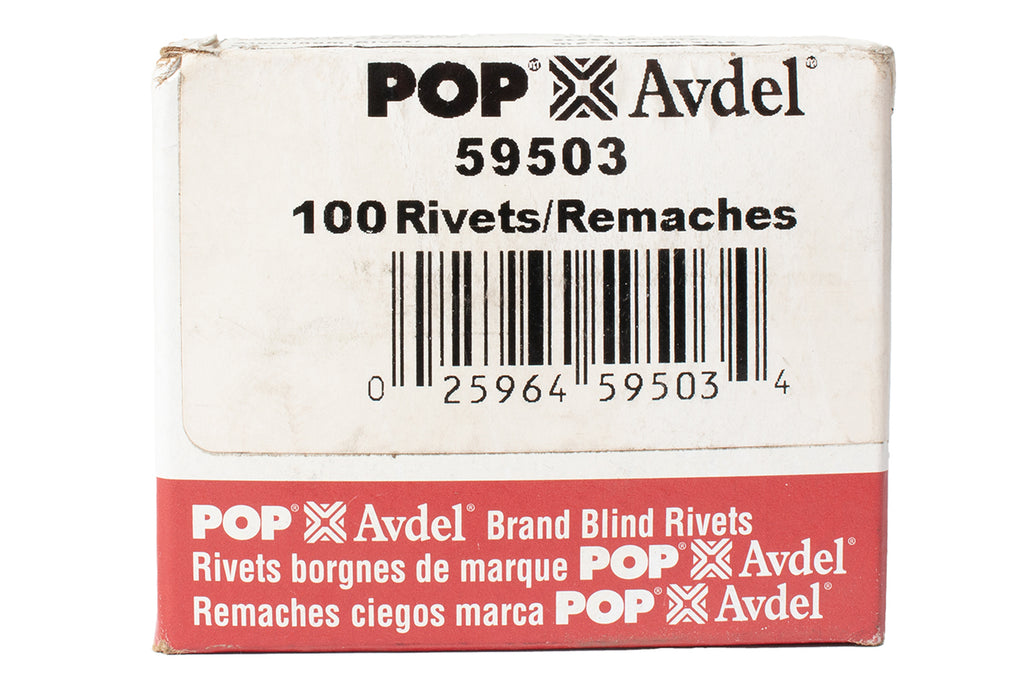 POP® Avdel®
59503
100 Rivets/Remaches
0 25964 59503 4
POP® Avdel® Brand Blind Rivets
Rivets borgnes de marque POP® Avdel®
Remaches ciegos marca POP® Avdel®